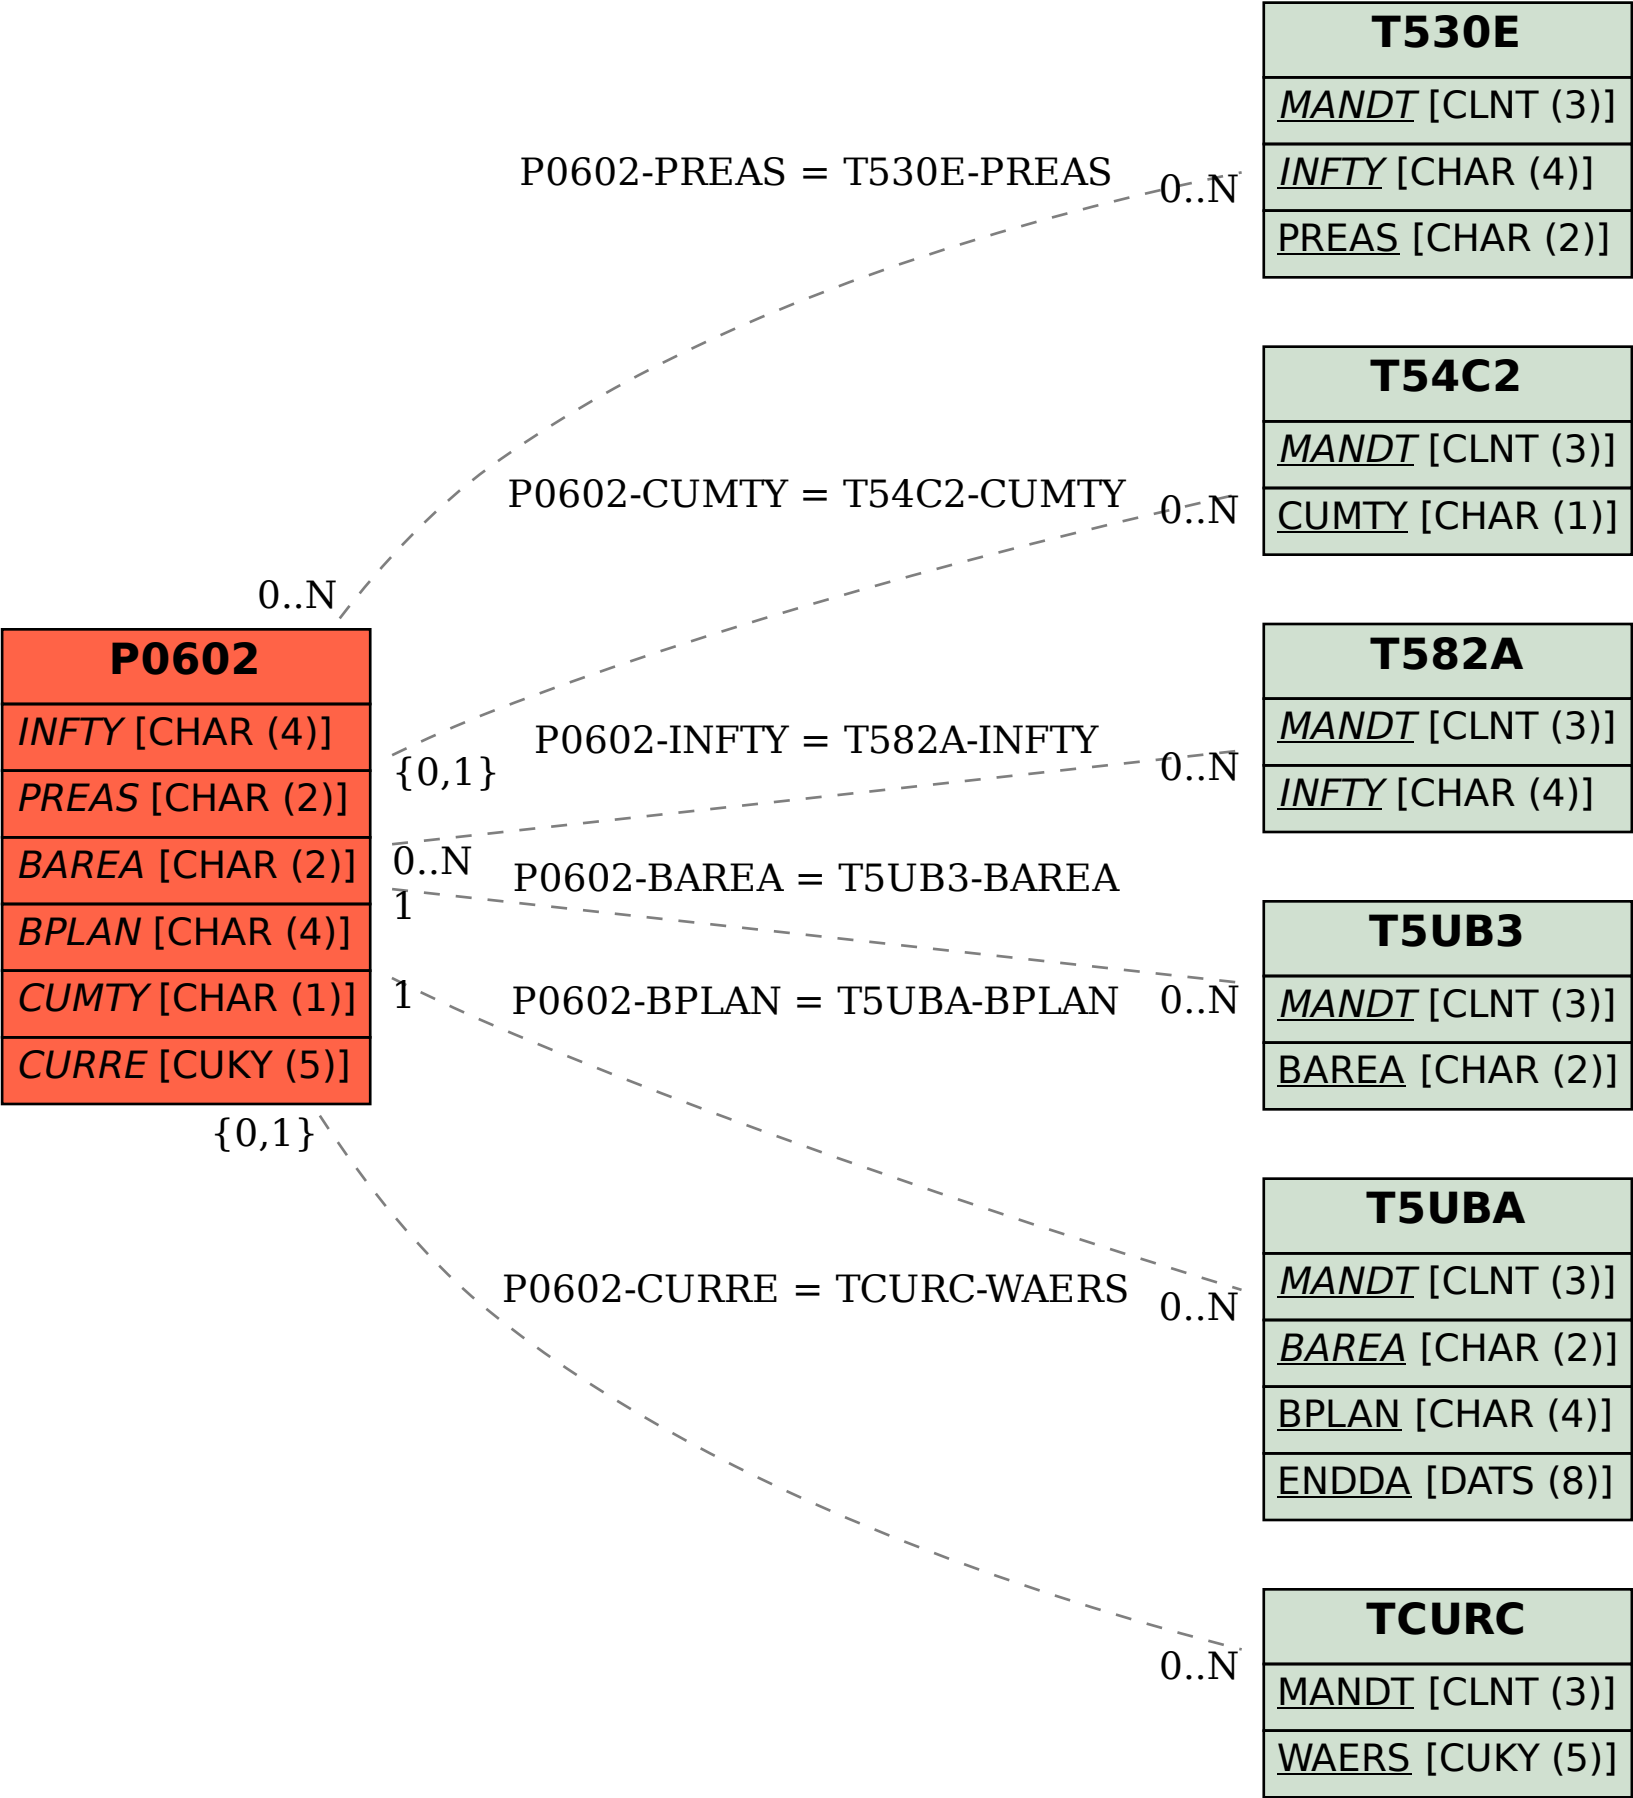 T530E
MANDT [CLNT (3)]
INFTY [CHAR (4)]
PREAS [CHAR (2)]
P0602-PREAS = T530E-PREAS
0..N
0..N
T54C2
MANDT [CLNT (3)]
CUMTY [CHAR (1)]
P0602-CUMTY = T54C2-CUMTY
0..N
{0,1}
P0602
INFTY [CHAR (4)]
PREAS [CHAR (2)]
BAREA [CHAR (2)]
BPLAN [CHAR (4)]
CUMTY [CHAR (1)]
CURRE [CUKY (5)]
T582A
MANDT [CLNT (3)]
INFTY [CHAR (4)]
P0602-INFTY = T582A-INFTY
0..N
0..N
P0602-BAREA = T5UB3-BAREA
1
0..N
T5UB3
MANDT [CLNT (3)]
BAREA [CHAR (2)]
P0602-BPLAN = T5UBA-BPLAN
1
0..N
T5UBA
MANDT [CLNT (3)]
BAREA [CHAR (2)]
BPLAN [CHAR (4)]
ENDDA [DATS (8)]
{0,1}
P0602-CURRE = TCURC-WAERS
0..N
TCURC
MANDT [CLNT (3)]
WAERS [CUKY (5)]